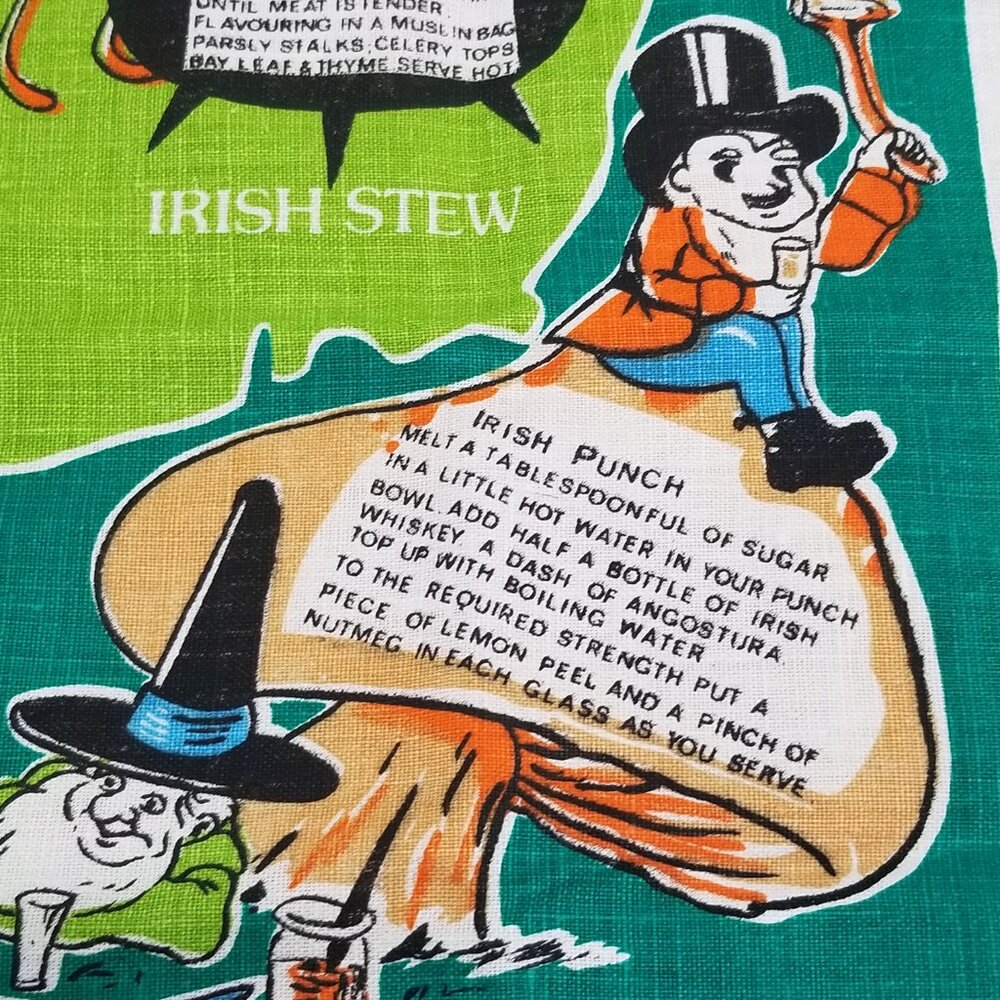 UNTIL MEAT IS TENDER
FLAVOURING IN A MUSLIN BAG
PARSLY STALKS, CELERY TOPS
BAY LEAF & THYME SERVE HOT.
IRISH STEW
IRISH PUNCH
MELT A TABLESPOONFUL OF SUGAR
IN A LITTLE HOT WATER IN YOUR PUNCH
BOWL. ADD HALF A BOTTLE OF IRISH
WHISKEY A DASH OF ANGOSTURA.
TOP UP WITH BOILING WATER
TO THE REQUIRED STRENGTH PUT A
PIECE OF LEMON PEEL AND A PINCH OF
NUTMEG IN EACH GLASS AS YOU SERVE.